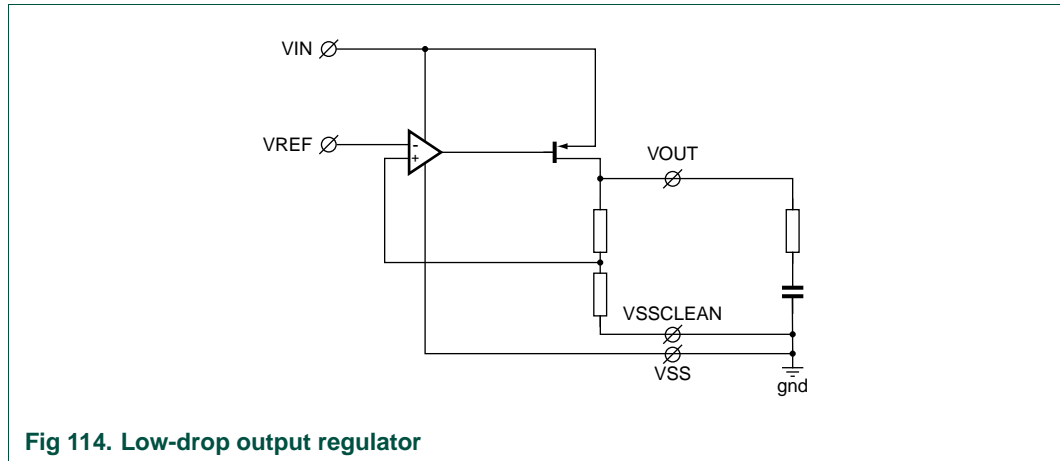 VIN
VREF
-
+
VOUT
VSSCLEAN
VSS
gnd
Fig 114. Low-drop output regulator